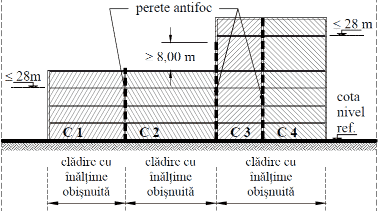 perete antifoc
≤ 28 m
> 8,00 m
≤ 28m
cota
nivel
ref.
C 1 C 2 C 3 C 4
clădire cu clădire cu clădire cu
înălțime înălțime înălțime
obișnuită obișnuită obișnuită